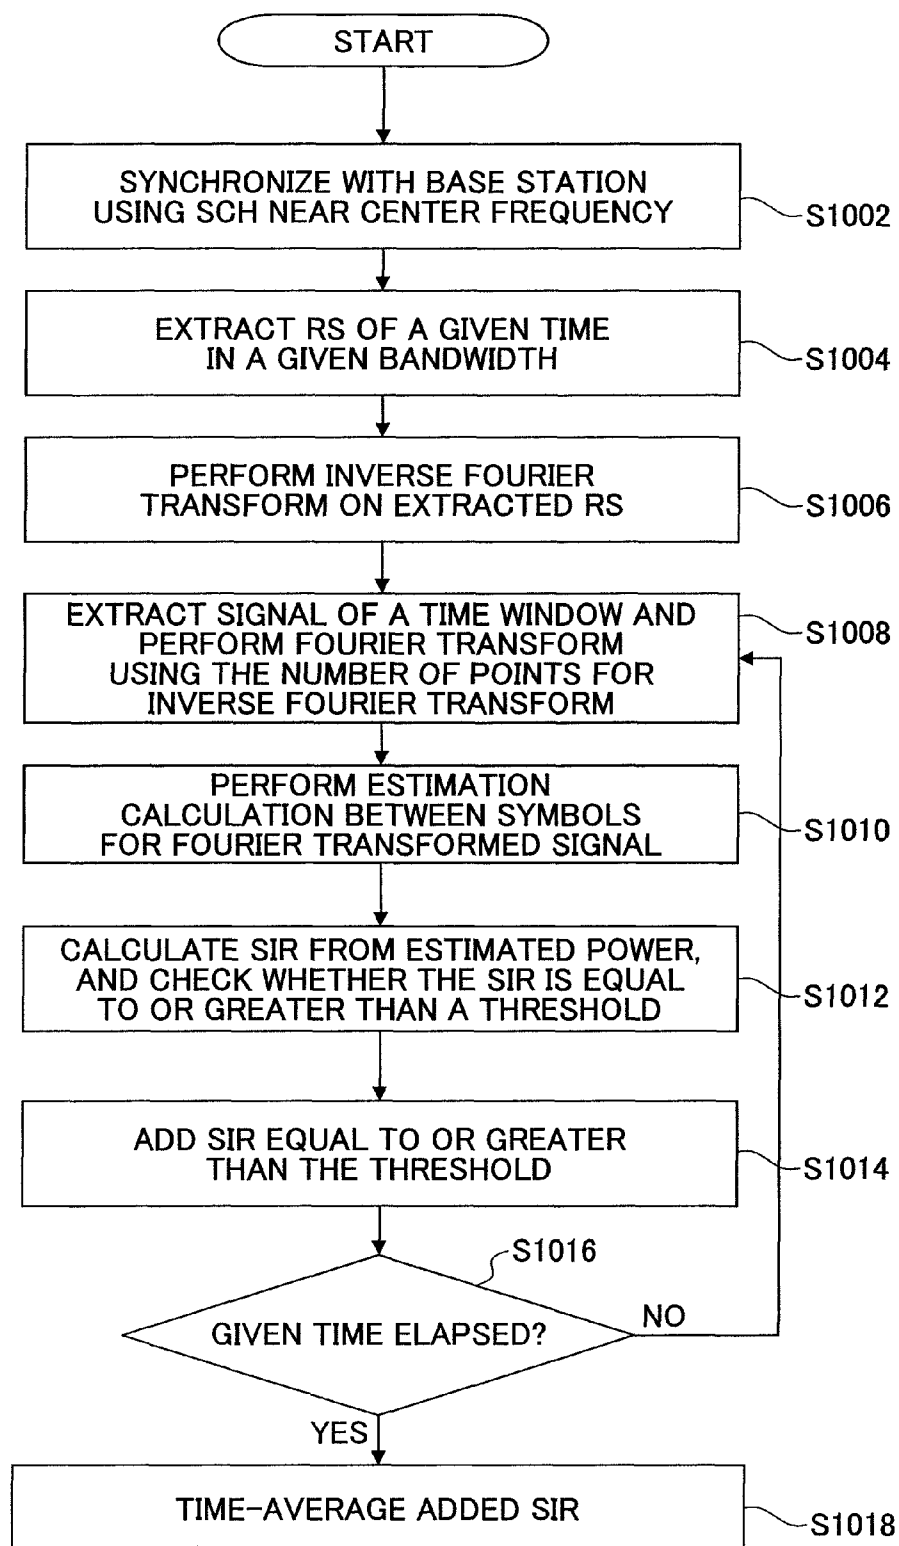 START
SYNCHRONIZE WITH BASE STATION
USING SCH NEAR CENTER FREQUENCY
S1002
EXTRACT RS OF A GIVEN TIME
IN A GIVEN BANDWIDTH
S1004
PERFORM INVERSE FOURIER
TRANSFORM ON EXTRACTED RS
S1006
EXTRACT SIGNAL OF A TIME WINDOW AND
PERFORM FOURIER TRANSFORM
USING THE NUMBER OF POINTS FOR
INVERSE FOURIER TRANSFORM
S1008
PERFORM ESTIMATION
CALCULATION BETWEEN SYMBOLS
FOR FOURIER TRANSFORMED SIGNAL
S1010
CALCULATE SIR FROM ESTIMATED POWER,
AND CHECK WHETHER THE SIR IS EQUAL
TO OR GREATER THAN A THRESHOLD
S1012
ADD SIR EQUAL TO OR GREATER
THAN THE THRESHOLD
S1014
S1016
GIVEN TIME ELAPSED?
NO
YES
TIME-AVERAGE ADDED SIR
S1018